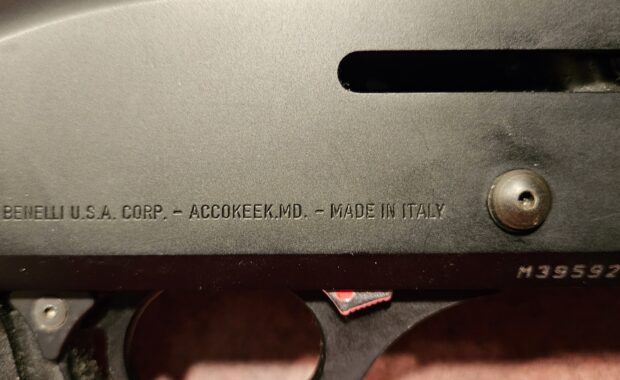 BENELLI U.S.A. CORP. - ACCOKEEK.MD. - MADE IN ITALY
M39592